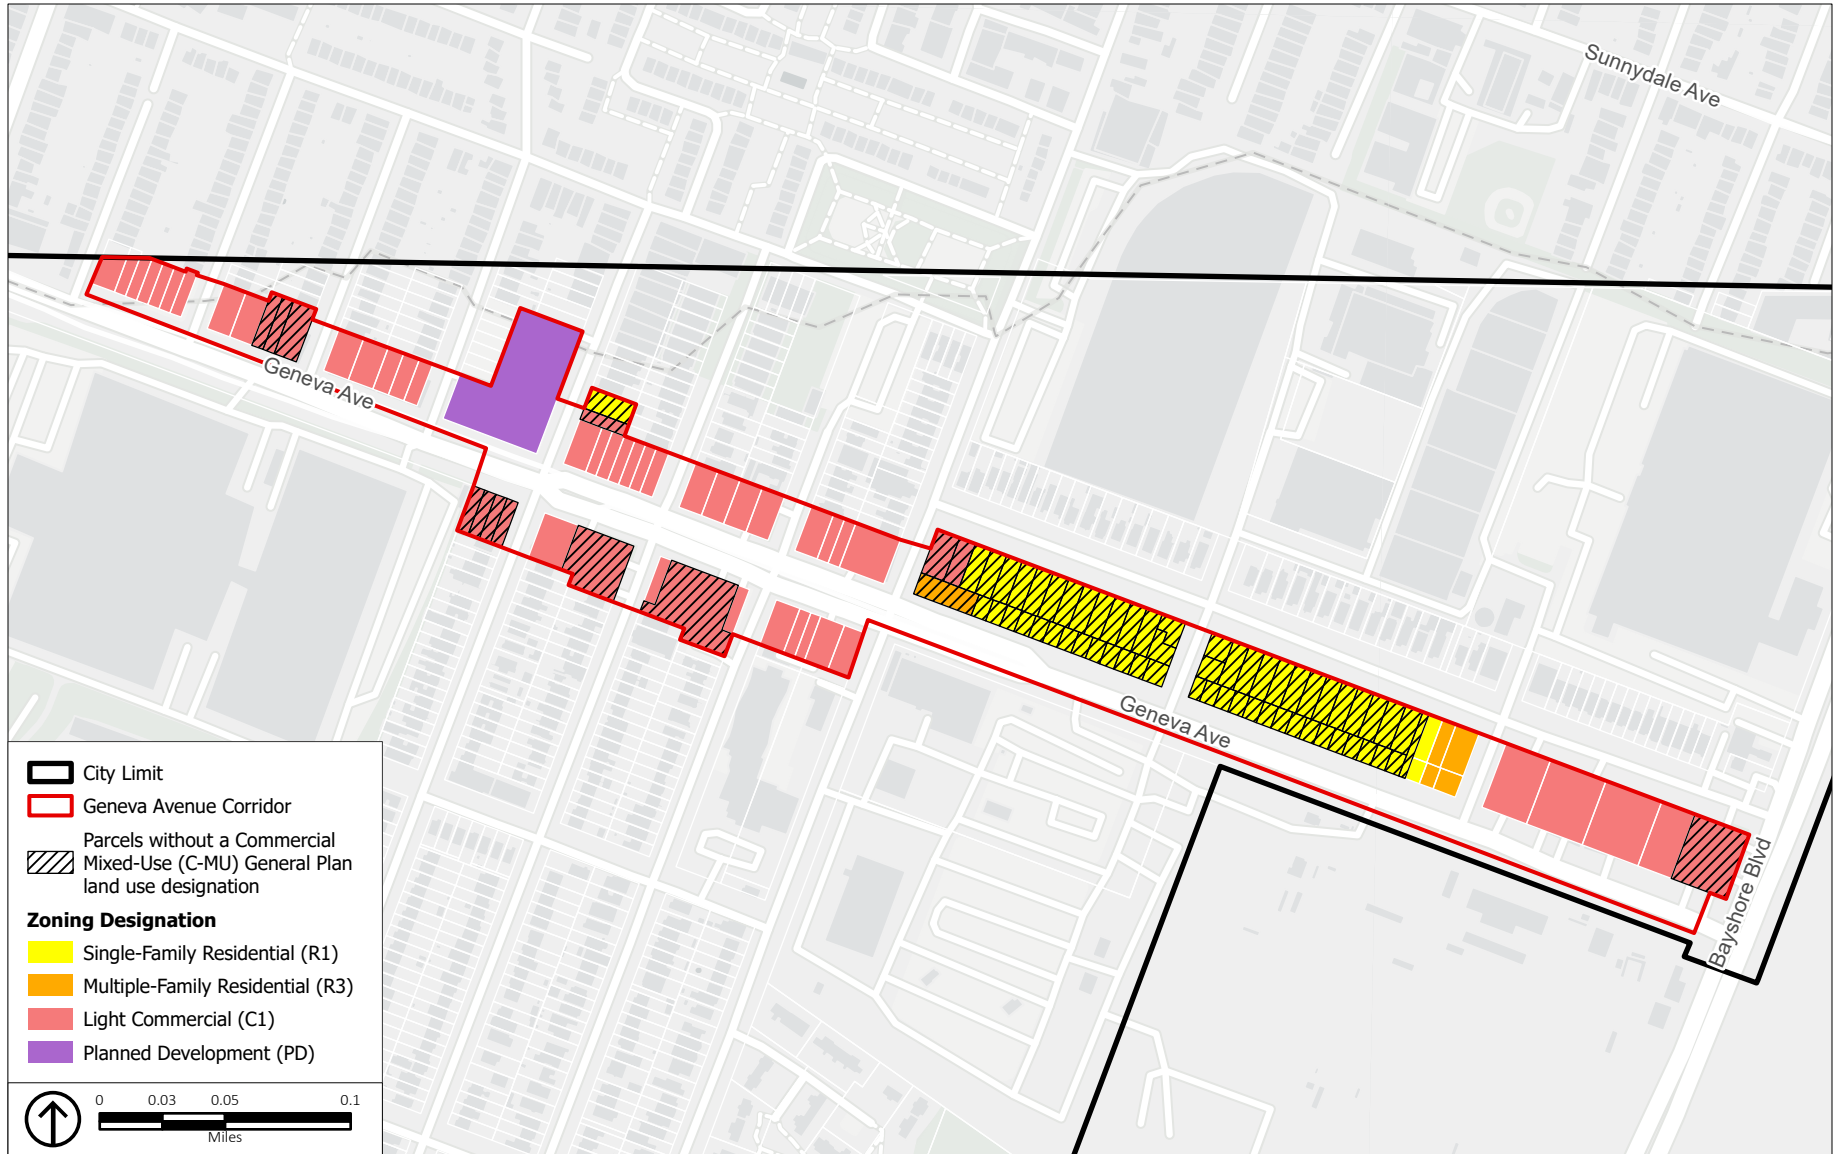 Sunnydale Ave
Geneva Ave
Geneva Ave
Bayshore Blvd
City Limit
Geneva Avenue Corridor
Parcels without a Commercial
Mixed-Use (C-MU) General Plan
land use designation
Zoning Designation
Single-Family Residential (R1)
Multiple-Family Residential (R3)
Light Commercial (C1)
Planned Development (PD)
0 0.03 0.05 0.1
Miles